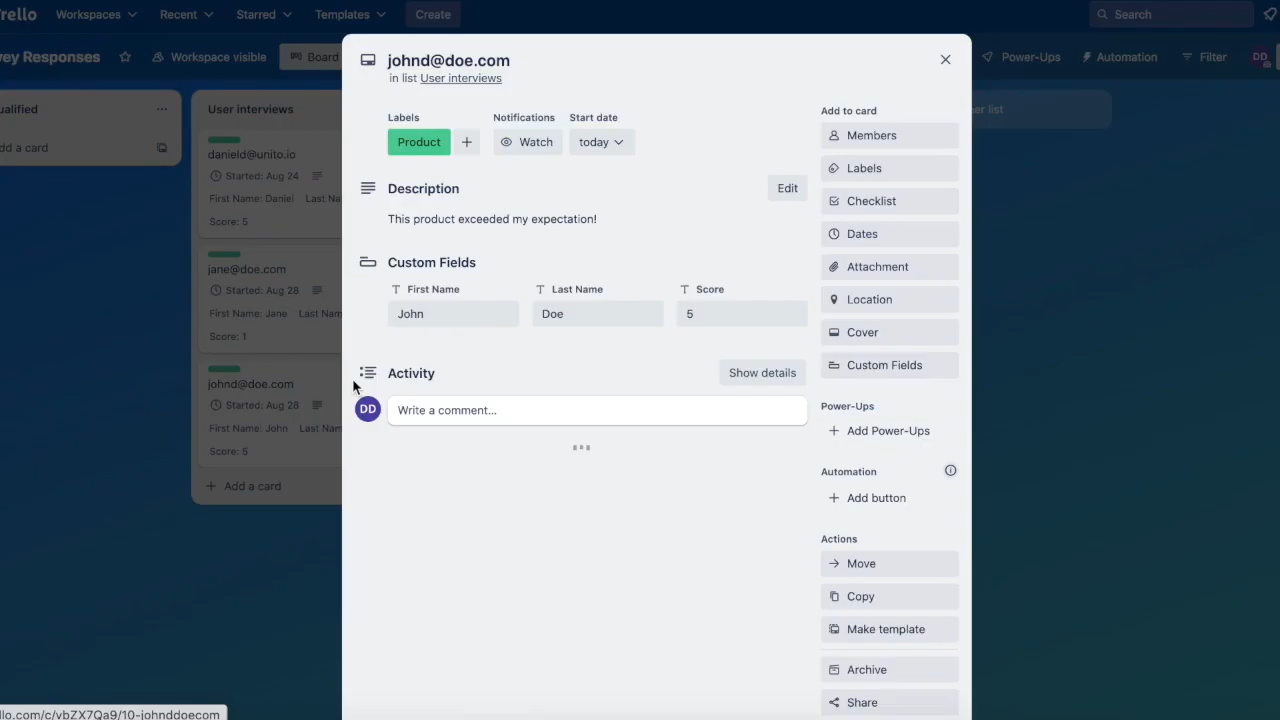 rello Workspaces Recent Starred Templates Create Search
vey Responses Workspace visible Board Power-Ups Automation Filter DD
ualified
dd a card
User interviews
danield@unito.io
Started: Aug 24
First Name: Daniel Last Na
Score: 5
jane@doe.com
Started: Aug 28
First Name: Jane Last Nam
Score: 1
johnd@doe.com
Started: Aug 28
First Name: John Last Nam
Score: 5
+ Add a card
er list
johnd@doe.com
in list User interviews
Labels Notifications Start date
Product + Watch today
Description Edit
This product exceeded my expectation!
Custom Fields
T First Name T Last Name T Score
John Doe 5
Activity Show details
DD Write a comment...
Add to card
Members
Labels
Checklist
Dates
Attachment
Location
Cover
Custom Fields
Power-Ups
+ Add Power-Ups
Automation
+ Add button
Actions
Move
Copy
Make template
Archive
Share
llo.com/c/vbZX7Qa9/10-johnddoecom